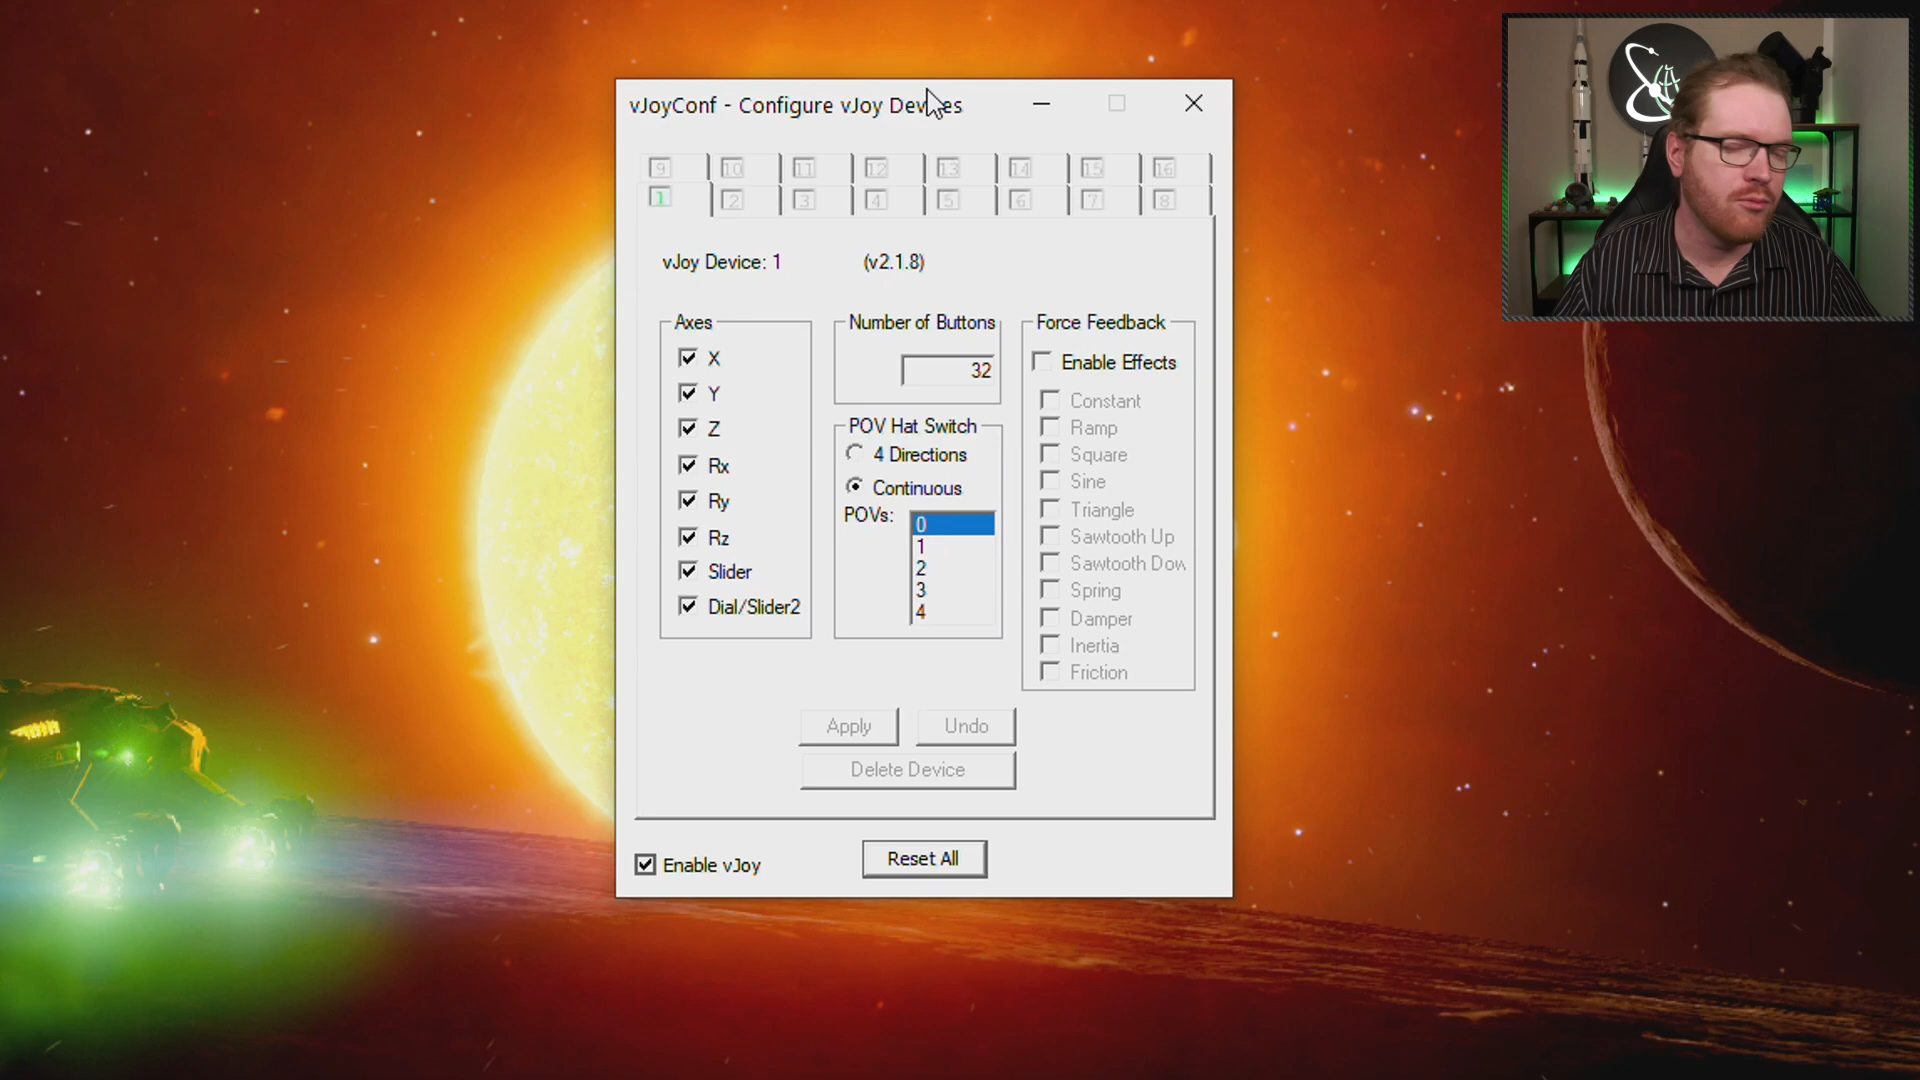 vJoyConf - Configure vJoy Devices
9 10 11 12 13 14 15 16
1 2 3 4 5 6 7 8
vJoy Device: 1 (v2.1.8)
Axes
X
Y
Z
Rx
Ry
Rz
Slider
Dial/Slider2
Number of Buttons
32
POV Hat Switch
4 Directions
Continuous
POVs:
0
1
2
3
4
Force Feedback
Enable Effects
Constant
Ramp
Square
Sine
Triangle
Sawtooth Up
Sawtooth Dow
Spring
Damper
Inertia
Friction
Apply Undo
Delete Device
Enable vJoy Reset All